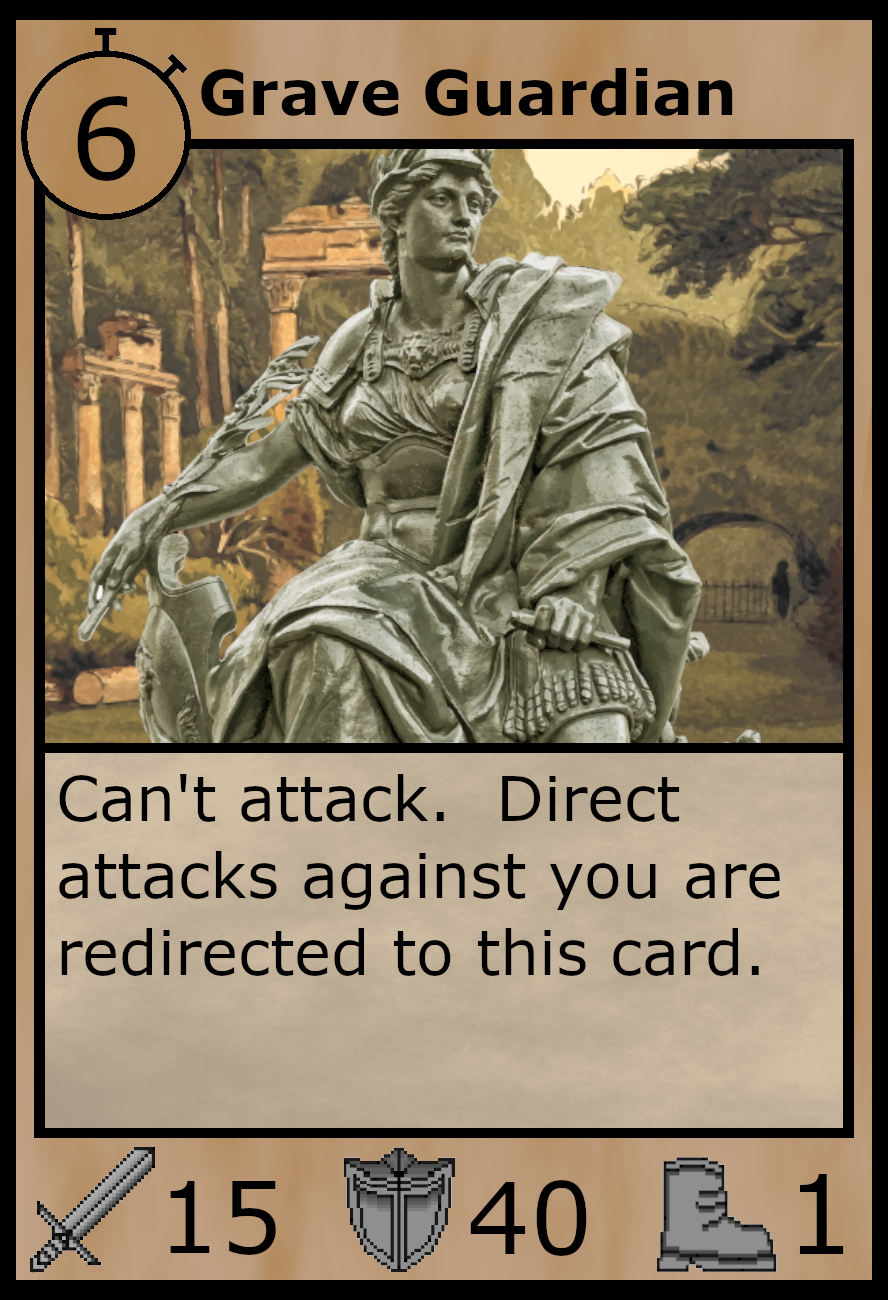 6
Grave Guardian
Can't attack.  Direct
attacks against you are
redirected to this card.
15 40 1